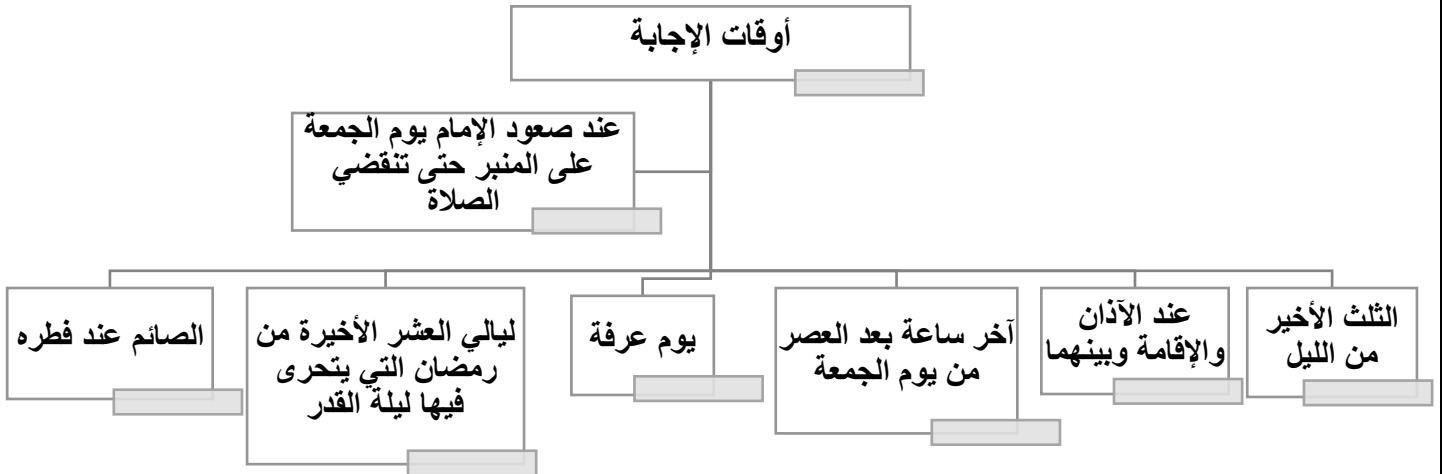 أوقات الإجابة
عند صعود الإمام يوم الجمعة
على المنبر حتى تنقضي
الصلاة
الثلث الأخير
من الليل
عند الآذان
والإقامة وبينهما
آخر ساعة بعد العصر
من يوم الجمعة
يوم عرفة
ليالي العشر الأخيرة من
رمضان التي يتحرى
فيها ليلة القدر
الصائم عند فطره